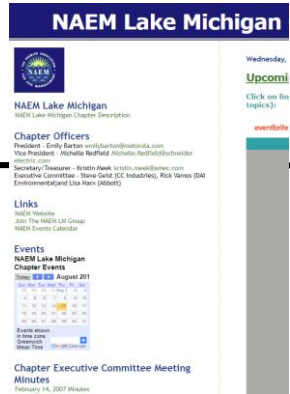 NAEM Lake Michigan
NAEM
NAEM Lake Michigan
NAEM Lake Michigan Chapter Description
Chapter Officers
President - Emily Barton emilybarton@motorola.com
Vice President - Michelle Redfield Michelle.Redfield@schneider-
electric.com
Secretary/Treasurer - Kristin Meek kristin.meek@amec.com
Executive Committee - Steve Geist (CC Industries), Rick Varnos (DAI
Environmental)and Lisa Marx (Abbott)
Links
NAEM Website
Join The NAEM LM Group
NAEM Events Calendar
Events
NAEM Lake Michigan
Chapter Events
Today August 201
Sun Mon Tue Wed Thu Fri Sat
Events shown
in time zone:
Greenwich
Mean Time
Google Calendar
Chapter Executive Committee Meeting
Minutes
February 14, 2007 Minutes
Wednesday,
Upcomi
Click on lin
topics):
eventbrite